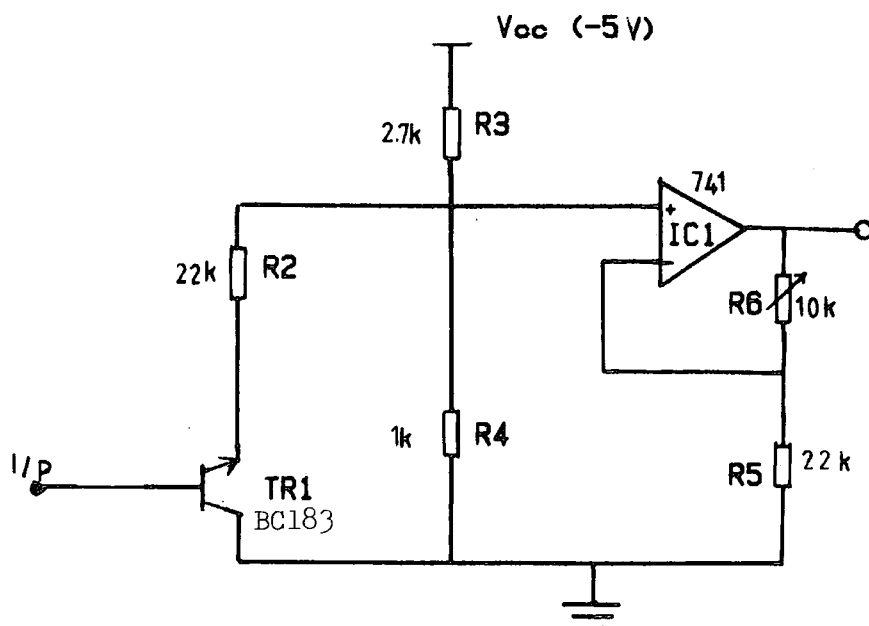 Vcc (-5V)
2.7k R3
741
+
IC1
-
22k R2
R6 10k
1k R4
I/P
R5 22k
TR1
BC183